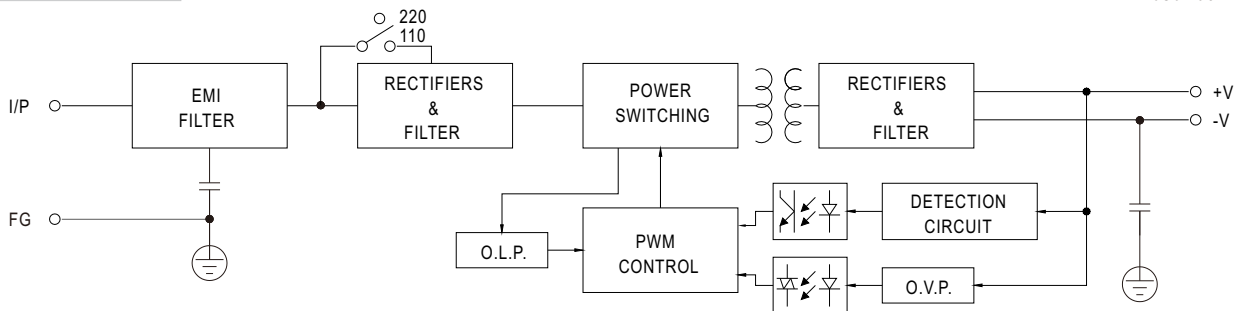 220
110
I/P
EMI
FILTER
RECTIFIERS
&
FILTER
POWER
SWITCHING
RECTIFIERS
&
FILTER
+V
-V
FG
O.L.P.
PWM
CONTROL
DETECTION
CIRCUIT
O.V.P.